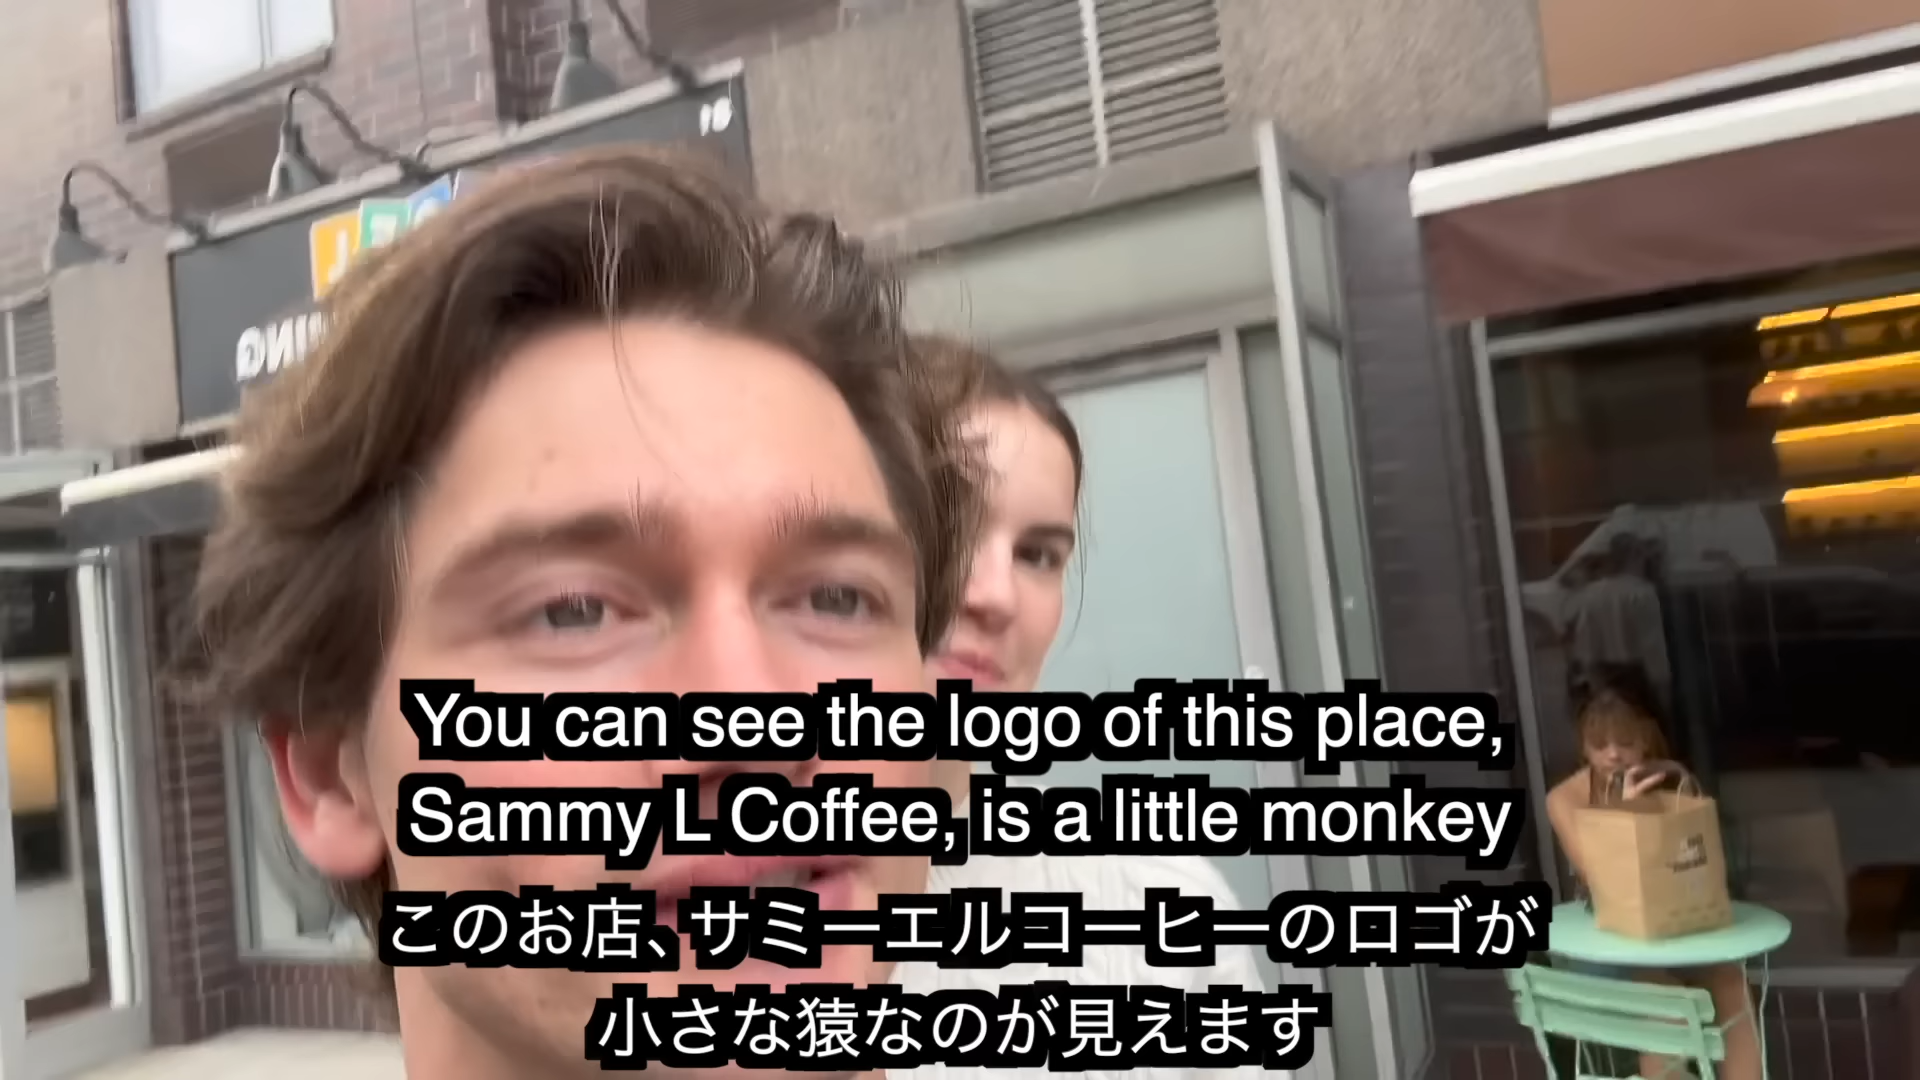 You can see the logo of this place,
Sammy L Coffee, is a little monkey
このお店、サミーエルコーヒーのロゴが
小さな猿なのが見えます